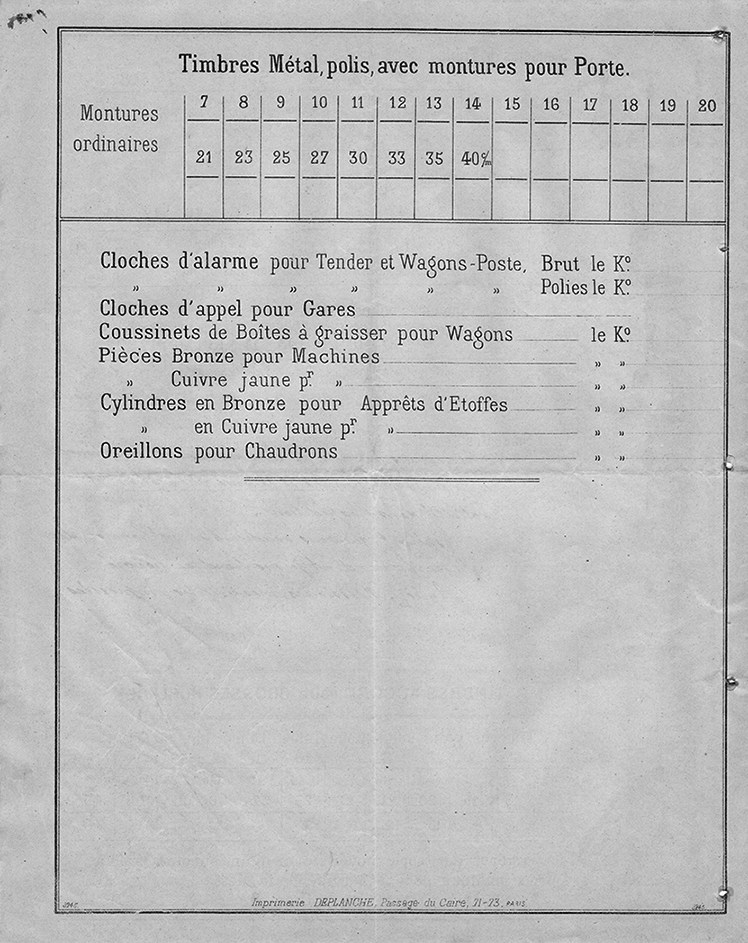 Timbres Métal, polis, avec montures pour Porte.
Montures ordinaires
7 8 9 10 11 12 13 14 15 16 17 18 19 20
21 23 25 27 30 33 35 40 c/m
Cloches d'alarme pour Tender et Wagons-Poste, Brut le Ko.
" " " " " " Polies le Ko.
Cloches d'appel pour Gares
Coussinets de Boîtes à graisser pour Wagons le Ko.
Pièces Bronze pour Machines " "
" Cuivre jaune pr. " " "
Cylindres en Bronze pour Apprêts d'Etoffes " "
" en Cuivre jaune pr. " " "
Oreillons pour Chaudrons " "
Imprimerie DEPLANCHE, Passage du Caire, 71-73, PARIS